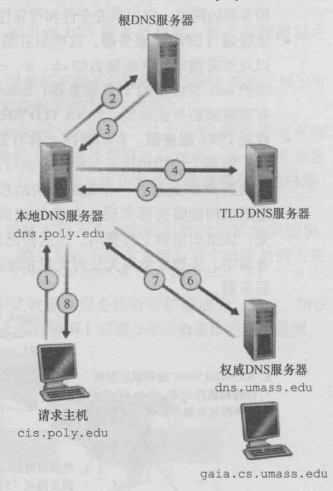 根DNS服务器
2
3
4
5
TLD DNS服务器
本地DNS服务器
dns.poly.edu
1
8
7
6
请求主机
cis.poly.edu
权威DNS服务器
dns.umass.edu
gaia.cs.umass.edu